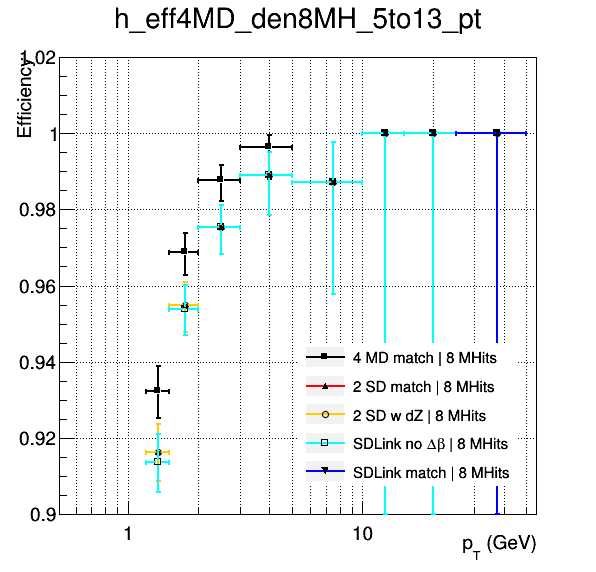 h_eff4MD_den8MH_5to13_pt
Efficiency
1.02
1
0.98
0.96
0.94
0.92
0.9
4 MD match | 8 MHits
2 SD match | 8 MHits
2 SD w dZ | 8 MHits
SDLink no Δβ | 8 MHits
SDLink match | 8 MHits
1
10
p_T (GeV)